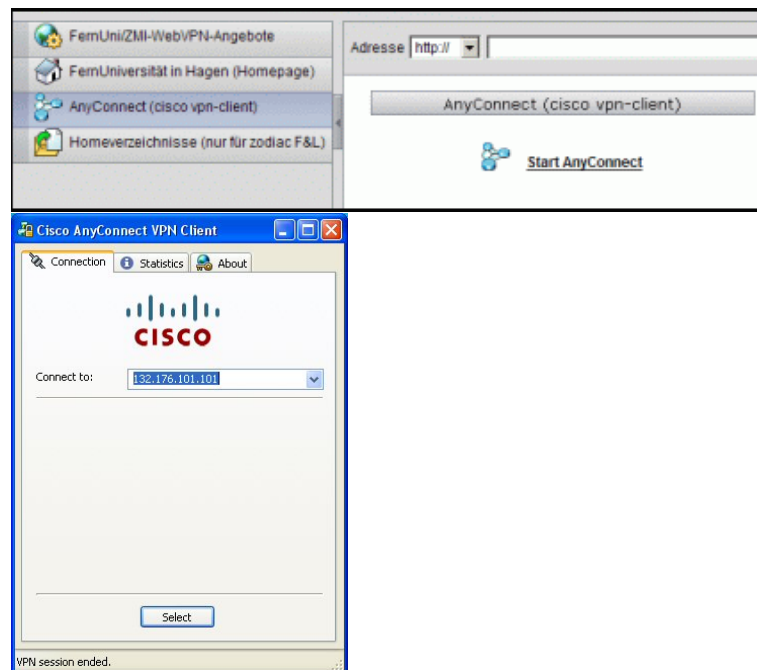 FernUni/ZMI-WebVPN-Angebote
FernUniversität in Hagen (Homepage)
AnyConnect (cisco vpn-client)
Homeverzeichnisse (nur für zodiac F&L)
Adresse http://
AnyConnect (cisco vpn-client)
Start AnyConnect
Cisco AnyConnect VPN Client
Connection Statistics About
CISCO
Connect to: 132.176.101.101
Select
VPN session ended.